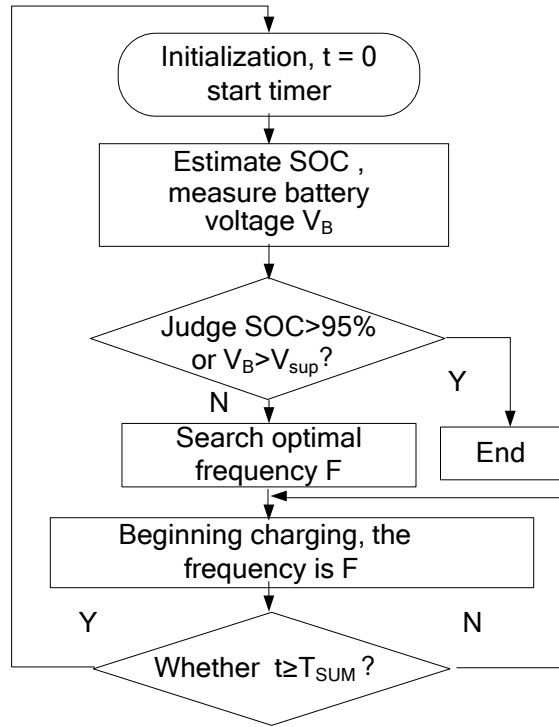 Initialization, t = 0
start timer
Estimate SOC ,
measure battery
voltage V_B
Judge SOC>95%
or V_B>V_sup?
Y
N
Search optimal
frequency F
End
Beginning charging, the
frequency is F
Y
N
Whether t≥T_SUM ?